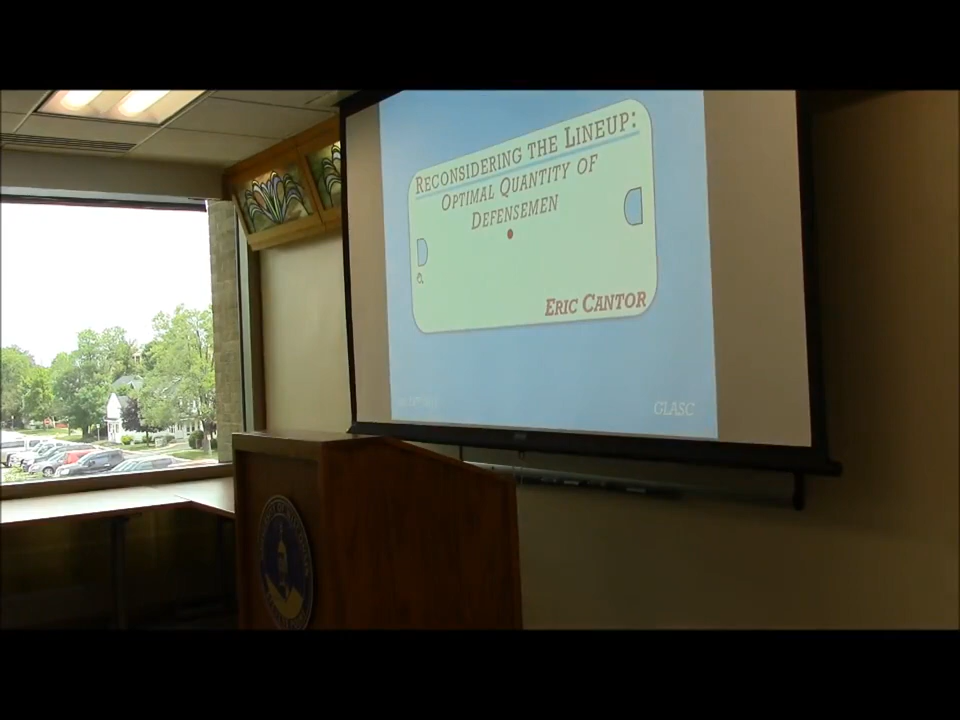 RECONSIDERING THE LINEUP:
OPTIMAL QUANTITY OF
DEFENSEMEN
ERIC CANTOR
GLASC